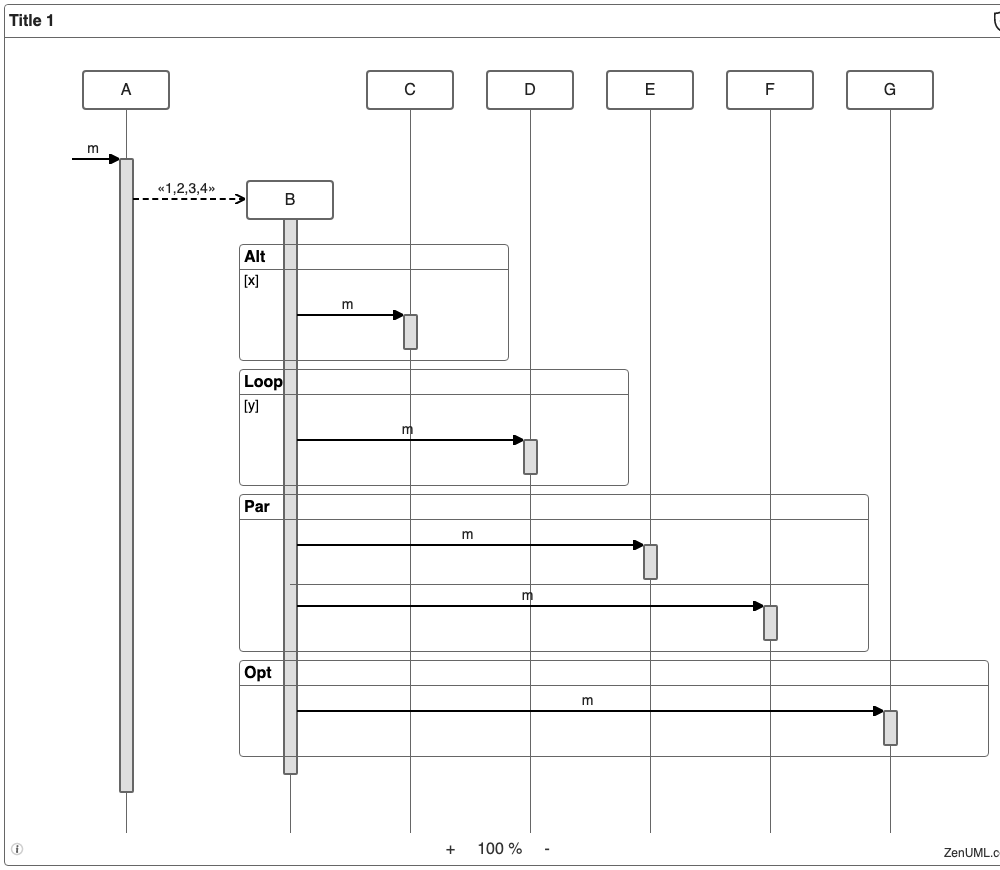 Title 1
A
C
D
E
F
G
m
«1,2,3,4»
B
Alt
[x]
m
Loop
[y]
m
Par
m
m
Opt
m
+ 100 % -
ZenUML.c